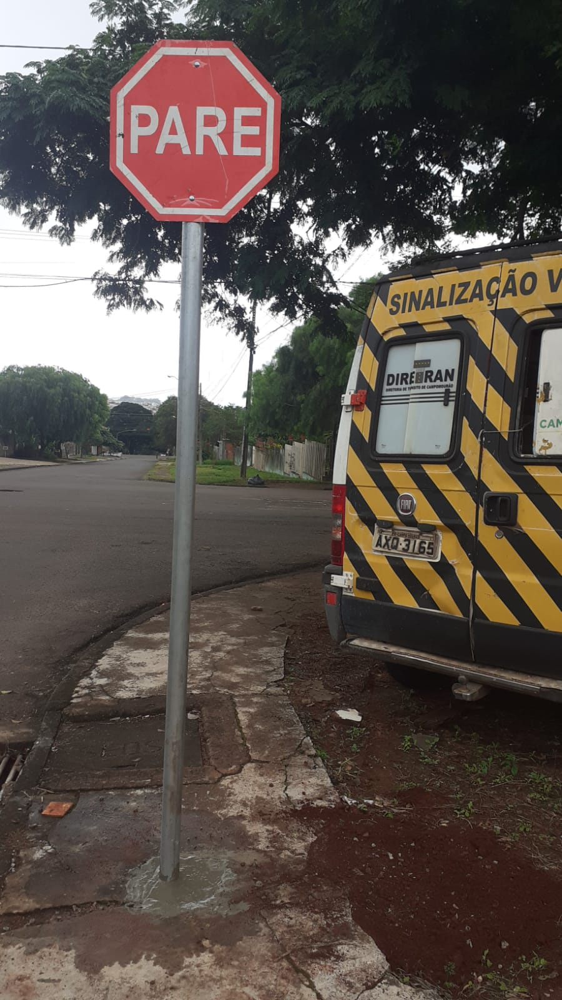 PARE
SINALIZAÇÃO V
DIRETRAN
DIRETORIA DE TRÂNSITO DE CAMPO MOURÃO
CAM
FIAT
AXQ-3165